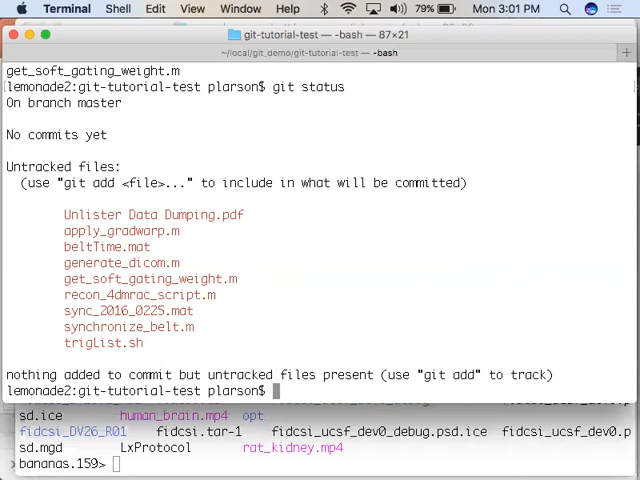 Terminal Shell Edit View Window Help 79% Mon 3:01 PM
git-tutorial-test — -bash — 87×21
~/local/git_demo/git-tutorial-test — -bash
get_soft_gating_weight.m
lemonade2:git-tutorial-test plarson$ git status
On branch master
No commits yet
Untracked files:
(use "git add <file>..." to include in what will be committed)
Unlister Data Dumping.pdf
apply_gradwarp.m
beltTime.mat
generate_dicom.m
get_soft_gating_weight.m
recon_4dmrac_script.m
sync_2016_0225.mat
synchronize_belt.m
trigList.sh
nothing added to commit but untracked files present (use "git add" to track)
lemonade2:git-tutorial-test plarson$
sd.ice human_brain.mp4 opt
fidcsi_DV26_R01 fidcsi.tar-1 fidcsi_ucsf_dev0_debug.psd.ice fidcsi_ucsf_dev0.p
sd.mgd LxProtocol rat_kidney.mp4
bananas.159>